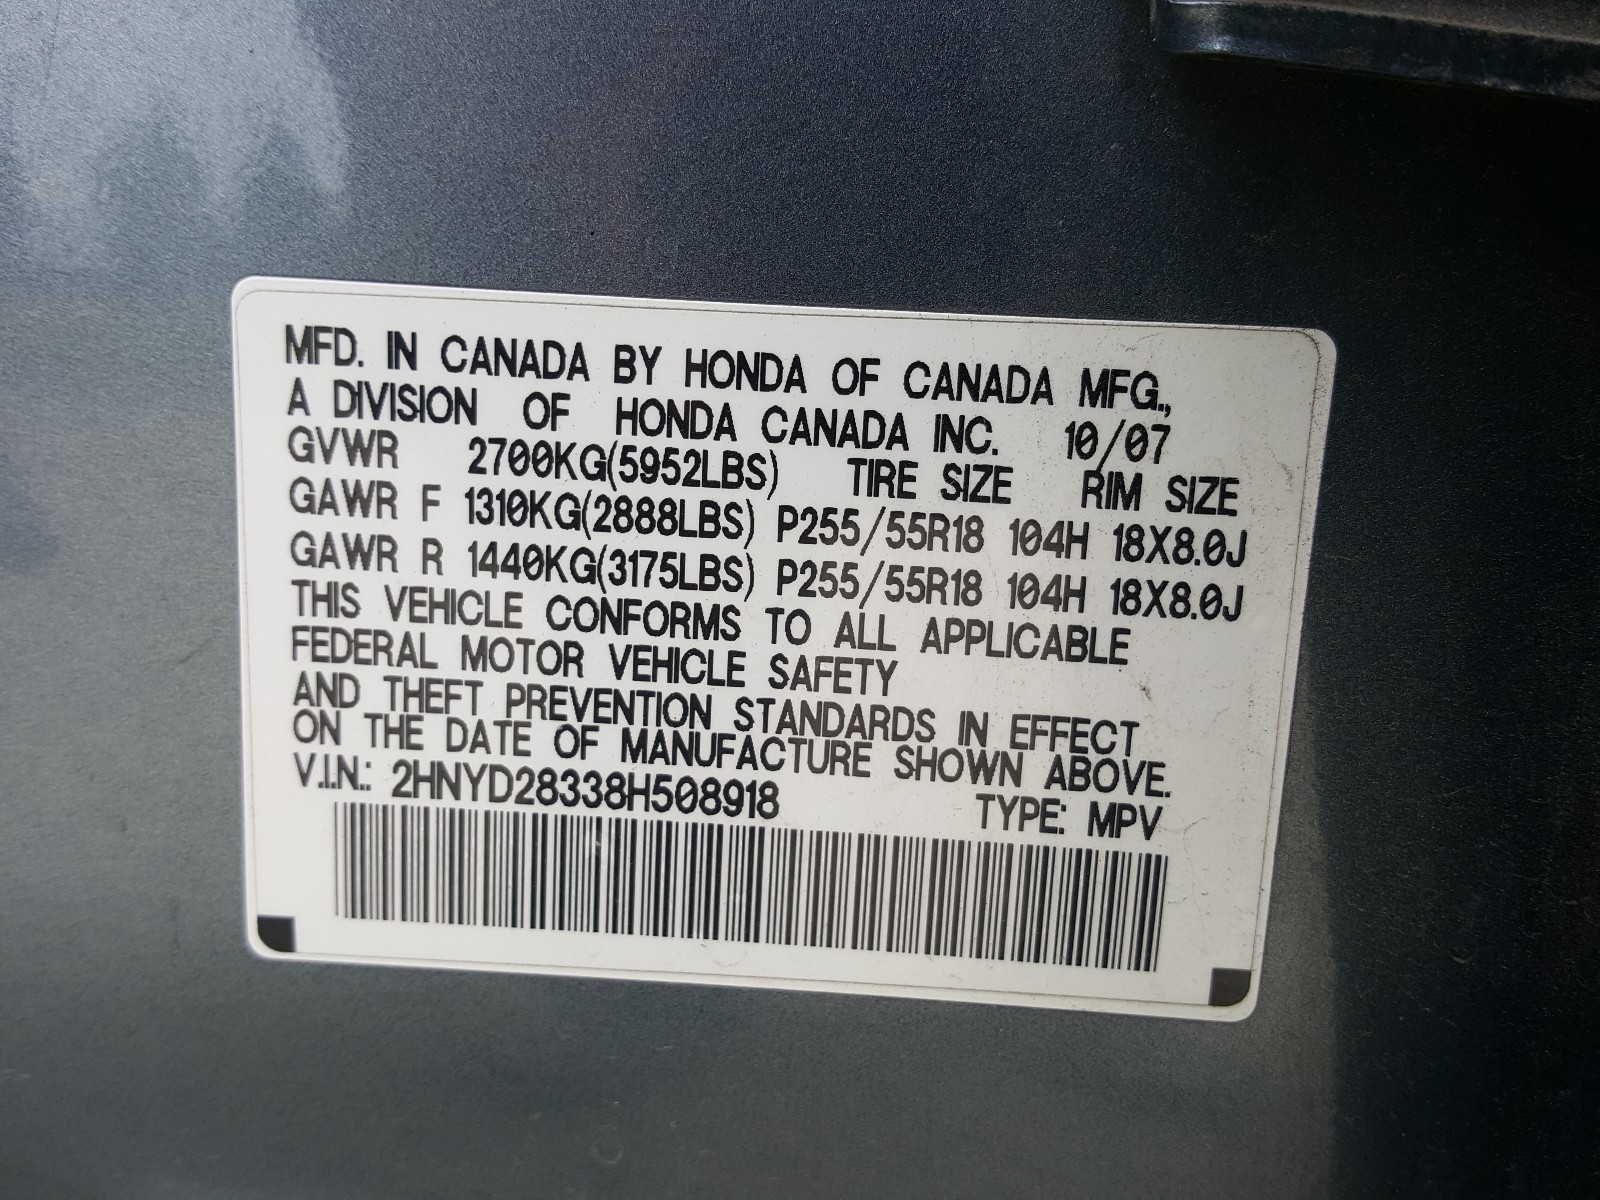 MFD. IN CANADA BY HONDA OF CANADA MFG.,
A DIVISION OF HONDA CANADA INC. 10/07
GVWR 2700KG(5952LBS) TIRE SIZE RIM SIZE
GAWR F 1310KG(2888LBS) P255/55R18 104H 18X8.0J
GAWR R 1440KG(3175LBS) P255/55R18 104H 18X8.0J
THIS VEHICLE CONFORMS TO ALL APPLICABLE
FEDERAL MOTOR VEHICLE SAFETY
AND THEFT PREVENTION STANDARDS IN EFFECT
ON THE DATE OF MANUFACTURE SHOWN ABOVE.
V.I.N.: 2HNYD28338H508918 TYPE: MPV